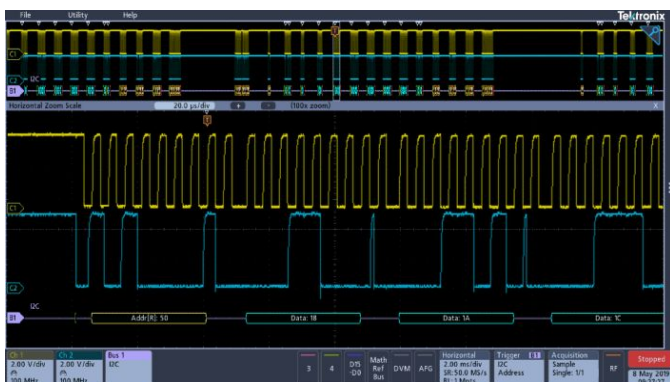 File Utility Help Tektronix
C1
C2 I2C
B1
Horizontal Zoom Scale 20.0 µs/div + - (100x zoom) X
C1
C2
I2C
B1 Addr[R]: 50 Data: 18 Data: 1A Data: 1C
Ch 1 Ch 2 Bus 1 Horizontal Trigger B1 Acquisition Stopped
2.00 V/div 2.00 V/div I2C 3 4 D15 -D0 Math Ref Bus DVM AFG 2.00 ms/div I2C Sample RF
100 MHz 100 MHz SR: 50.0 MS/s Address Single: 1/1 8 May 2019